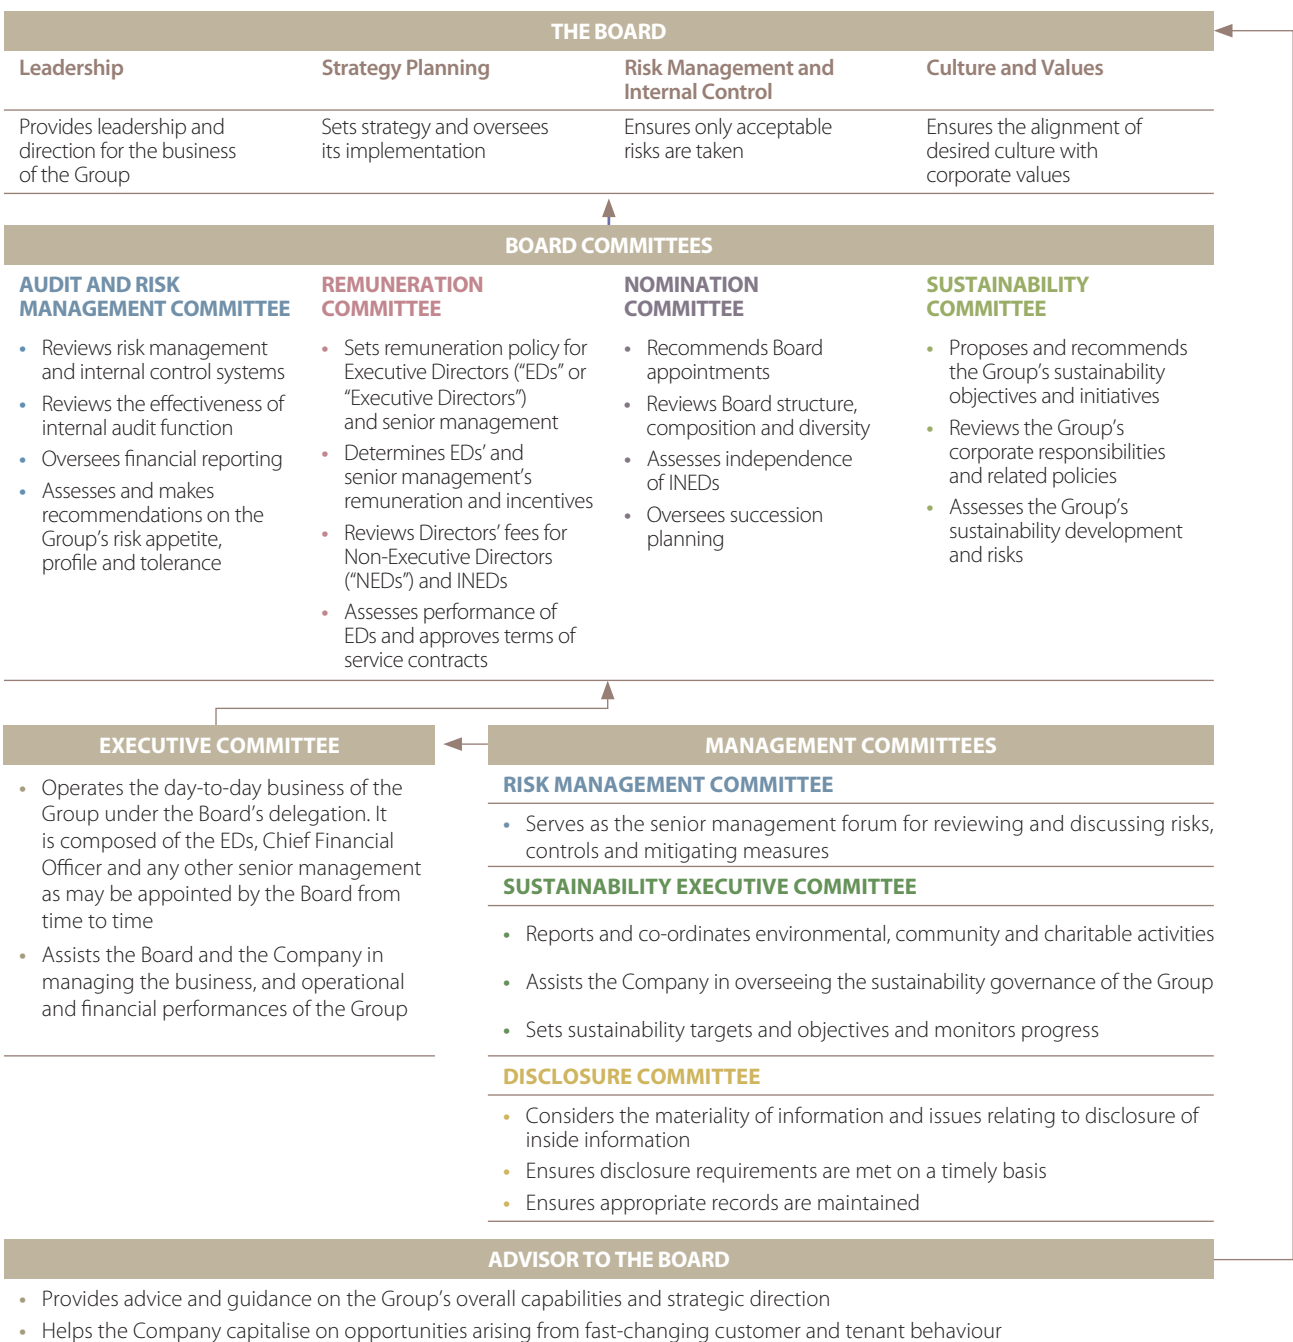 THE BOARD
Leadership
Provides leadership and
direction for the business
of the Group
Strategy Planning
Sets strategy and oversees
its implementation
Risk Management and
Internal Control
Ensures only acceptable
risks are taken
Culture and Values
Ensures the alignment of
desired culture with
corporate values
BOARD COMMITTEES
AUDIT AND RISK
MANAGEMENT COMMITTEE
• Reviews risk management
and internal control systems
• Reviews the effectiveness of
internal audit function
• Oversees financial reporting
• Assesses and makes
recommendations on the
Group’s risk appetite,
profile and tolerance
REMUNERATION
COMMITTEE
• Sets remuneration policy for
Executive Directors (“EDs” or
“Executive Directors”)
and senior management
• Determines EDs’ and
senior management’s
remuneration and incentives
• Reviews Directors’ fees for
Non-Executive Directors
(“NEDs”) and INEDs
• Assesses performance of
EDs and approves terms of
service contracts
NOMINATION
COMMITTEE
• Recommends Board
appointments
• Reviews Board structure,
composition and diversity
• Assesses independence
of INEDs
• Oversees succession
planning
SUSTAINABILITY
COMMITTEE
• Proposes and recommends
the Group’s sustainability
objectives and initiatives
• Reviews the Group’s
corporate responsibilities
and related policies
• Assesses the Group’s
sustainability development
and risks
EXECUTIVE COMMITTEE
• Operates the day-to-day business of the
Group under the Board’s delegation. It
is composed of the EDs, Chief Financial
Officer and any other senior management
as may be appointed by the Board from
time to time
• Assists the Board and the Company in
managing the business, and operational
and financial performances of the Group
MANAGEMENT COMMITTEES
RISK MANAGEMENT COMMITTEE
• Serves as the senior management forum for reviewing and discussing risks,
controls and mitigating measures
SUSTAINABILITY EXECUTIVE COMMITTEE
• Reports and co-ordinates environmental, community and charitable activities
• Assists the Company in overseeing the sustainability governance of the Group
• Sets sustainability targets and objectives and monitors progress
DISCLOSURE COMMITTEE
• Considers the materiality of information and issues relating to disclosure of
inside information
• Ensures disclosure requirements are met on a timely basis
• Ensures appropriate records are maintained
ADVISOR TO THE BOARD
• Provides advice and guidance on the Group’s overall capabilities and strategic direction
• Helps the Company capitalise on opportunities arising from fast-changing customer and tenant behaviour